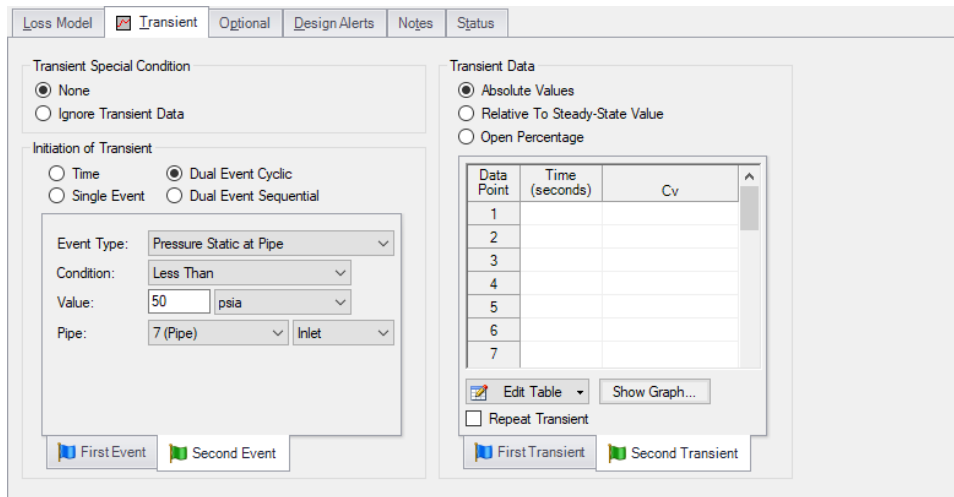 Loss Model
Transient
Optional
Design Alerts
Notes
Status
Transient Special Condition
None
Ignore Transient Data
Initiation of Transient
Time
Dual Event Cyclic
Single Event
Dual Event Sequential
Event Type: Pressure Static at Pipe
Condition: Less Than
Value: 50 psia
Pipe: 7 (Pipe) Inlet
First Event
Second Event
Transient Data
Absolute Values
Relative To Steady-State Value
Open Percentage
Data Point
Time (seconds)
Cv
1
2
3
4
5
6
7
Edit Table
Show Graph...
Repeat Transient
First Transient
Second Transient